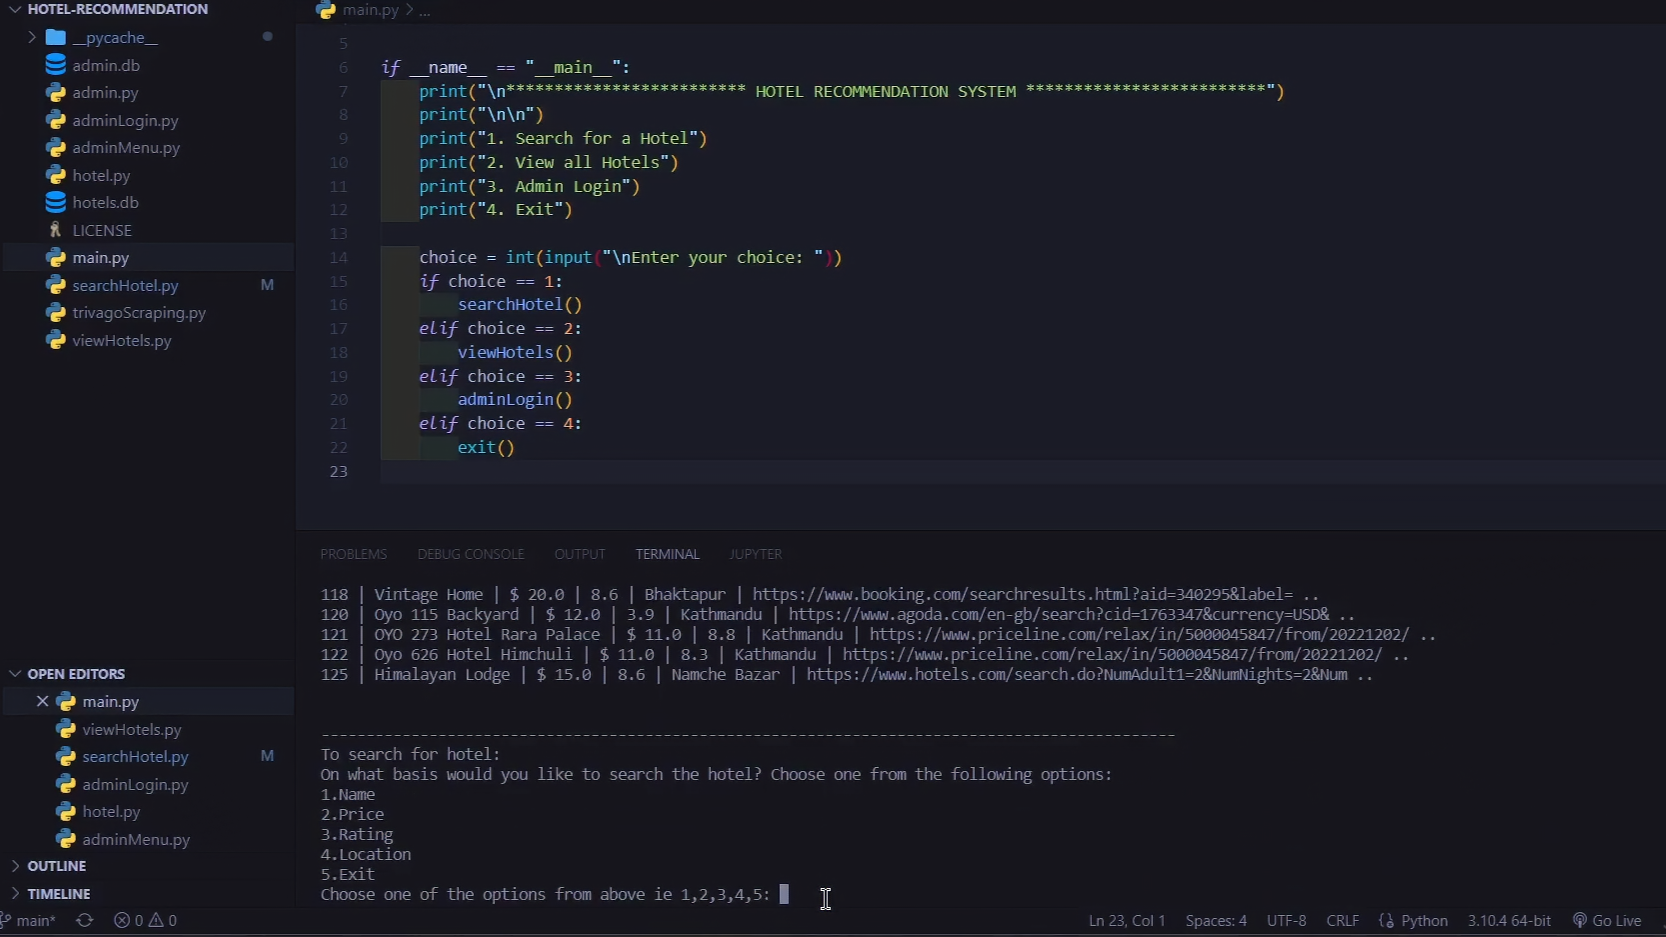 HOTEL-RECOMMENDATION
__pycache__
admin.db
admin.py
adminLogin.py
adminMenu.py
hotel.py
hotels.db
LICENSE
main.py
searchHotel.py M
trivagoScraping.py
viewHotels.py
OPEN EDITORS
main.py
viewHotels.py
searchHotel.py M
adminLogin.py
hotel.py
adminMenu.py
OUTLINE
TIMELINE
main.py > ...
5
6 if __name__ == "__main__":
7 print("\n************************* HOTEL RECOMMENDATION SYSTEM *************************")
8 print("\n\n")
9 print("1. Search for a Hotel")
10 print("2. View all Hotels")
11 print("3. Admin Login")
12 print("4. Exit")
13
14 choice = int(input("\nEnter your choice: "))
15 if choice == 1:
16 searchHotel()
17 elif choice == 2:
18 viewHotels()
19 elif choice == 3:
20 adminLogin()
21 elif choice == 4:
22 exit()
23
PROBLEMS DEBUG CONSOLE OUTPUT TERMINAL JUPYTER
118 | Vintage Home | $ 20.0 | 8.6 | Bhaktapur | https://www.booking.com/searchresults.html?aid=340295&label= ..
120 | Oyo 115 Backyard | $ 12.0 | 3.9 | Kathmandu | https://www.agoda.com/en-gb/search?cid=1763347&currency=USD& ..
121 | OYO 273 Hotel Rara Palace | $ 11.0 | 8.8 | Kathmandu | https://www.priceline.com/relax/in/5000045847/from/20221202/ ..
122 | Oyo 626 Hotel Himchuli | $ 11.0 | 8.3 | Kathmandu | https://www.priceline.com/relax/in/5000045847/from/20221202/ ..
125 | Himalayan Lodge | $ 15.0 | 8.6 | Namche Bazar | https://www.hotels.com/search.do?NumAdult1=2&NumNights=2&Num ..
-----------------------------------------------------------------------------------------------
To search for hotel:
On what basis would you like to search the hotel? Choose one from the following options:
1.Name
2.Price
3.Rating
4.Location
5.Exit
Choose one of the options from above ie 1,2,3,4,5:
main* 0 0 Ln 23, Col 1 Spaces: 4 UTF-8 CRLF Python 3.10.4 64-bit Go Live